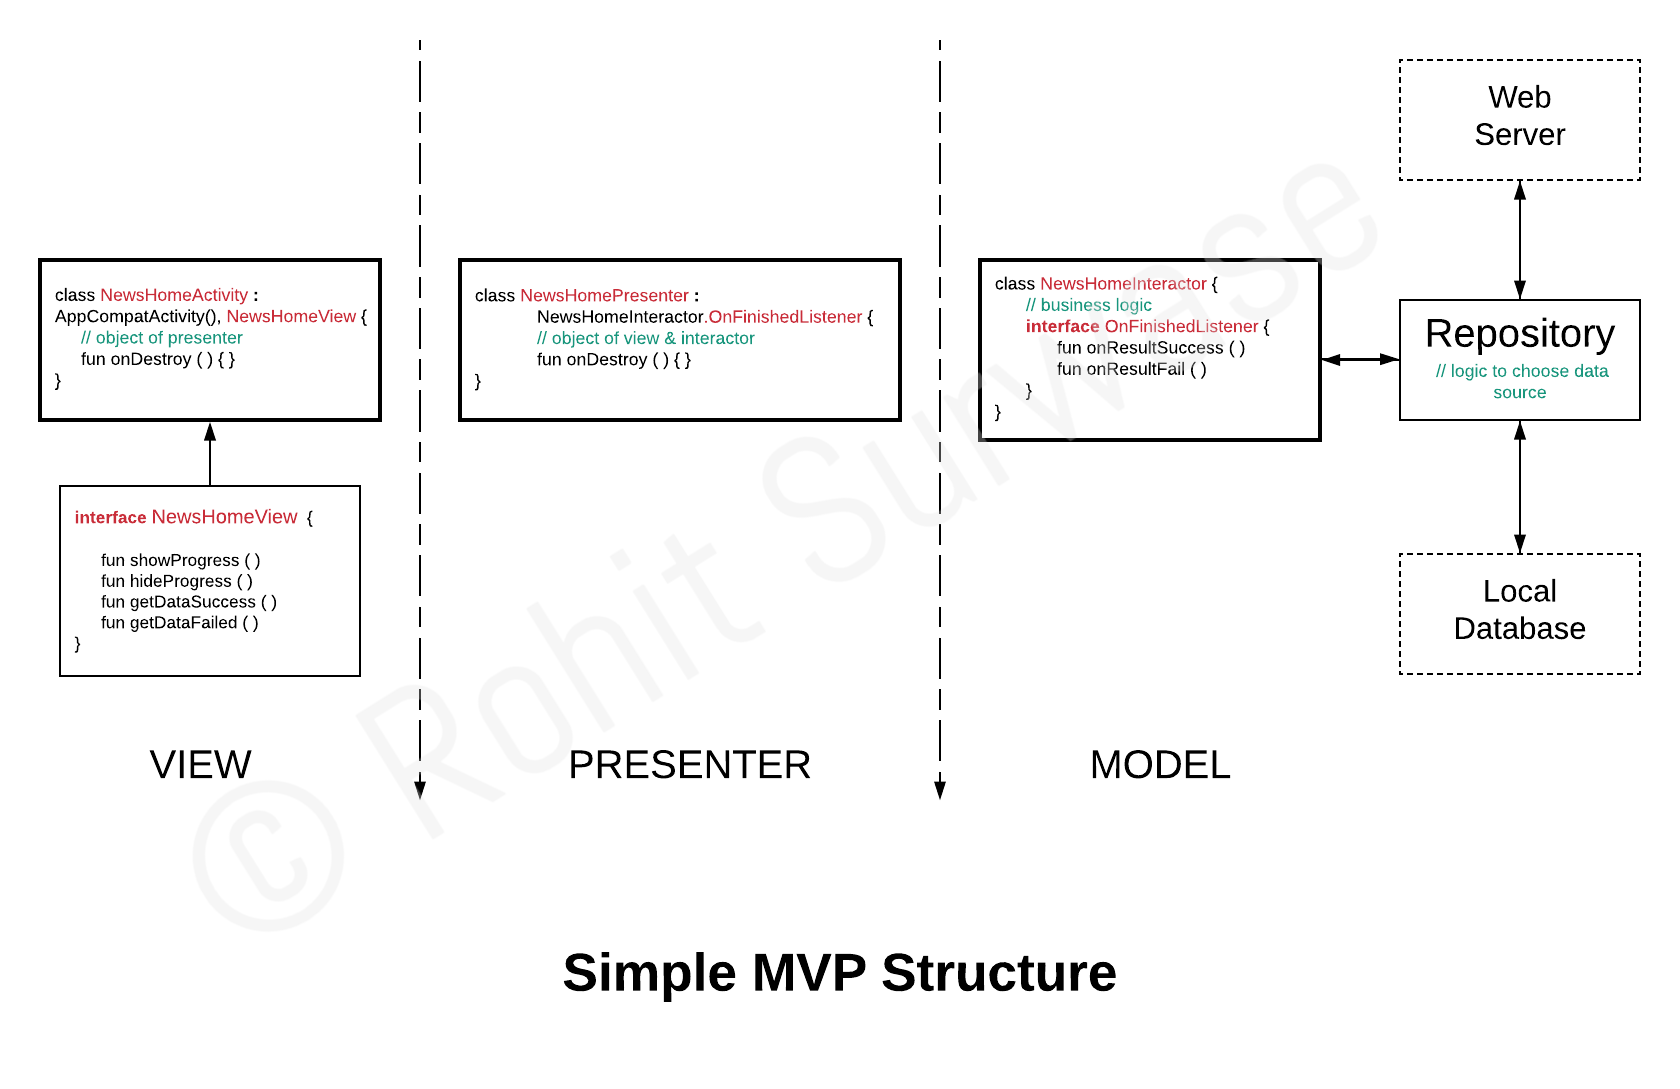 class NewsHomeActivity :
AppCompatActivity(), NewsHomeView {
// object of presenter
fun onDestroy ( ) { }
}
interface NewsHomeView {
fun showProgress ( )
fun hideProgress ( )
fun getDataSuccess ( )
fun getDataFailed ( )
}
VIEW
class NewsHomePresenter :
NewsHomeInteractor.OnFinishedListener {
// object of view & interactor
fun onDestroy ( ) { }
}
PRESENTER
class NewsHomeInteractor {
// business logic
interface OnFinishedListener {
fun onResultSuccess ( )
fun onResultFail ( )
}
}
MODEL
Web
Server
Repository
// logic to choose data
source
Local
Database
© Rohit Surwase
Simple MVP Structure